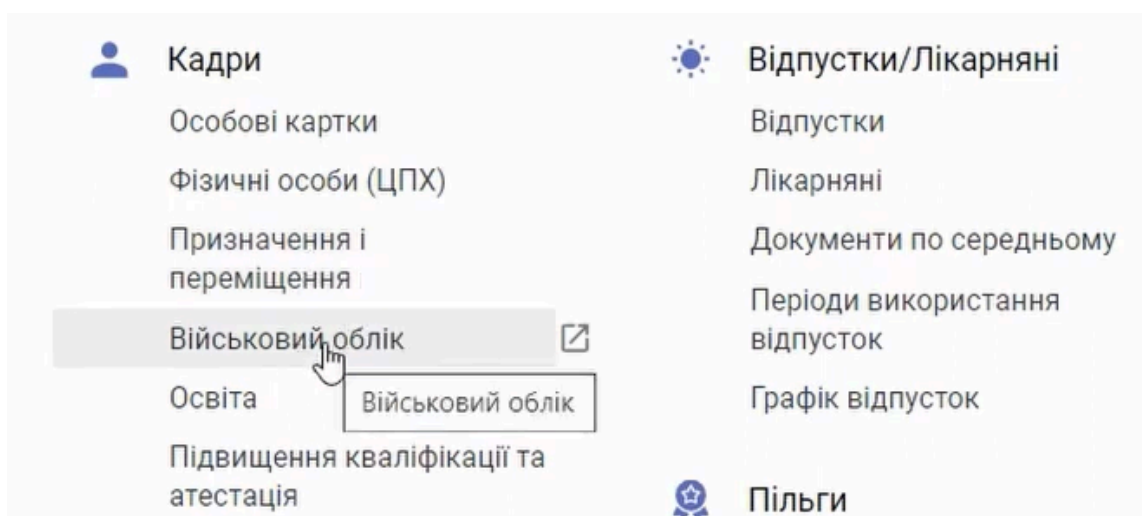 Кадри
Особові картки
Фізичні особи (ЦПХ)
Призначення і
переміщення
Військовий облік
Військовий облік
Освіта
Підвищення кваліфікації та
атестація
Відпустки/Лікарняні
Відпустки
Лікарняні
Документи по середньому
Періоди використання
відпусток
Графік відпусток
Пільги